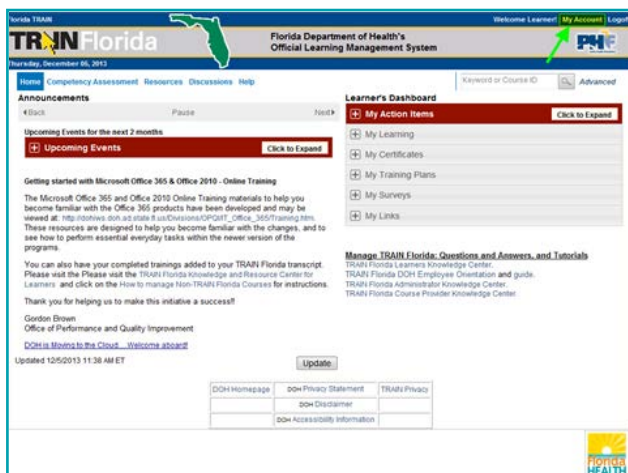 Florida TRAIN
Welcome Learner! My Account Logoff
TRAIN Florida
Florida Department of Health's
Official Learning Management System
PHF
Thursday, December 05, 2013
Home Competency Assessment Resources Discussions Help
Keyword or Course ID
Advanced
Announcements
Back Pause Next
Upcoming Events for the next 2 months
Upcoming Events Click to Expand
Getting started with Microsoft Office 365 & Office 2010 - Online Training
The Microsoft Office 365 and Office 2010 Online Training materials to help you
become familiar with the Office 365 products have been developed and may be
viewed at: http://dohiws.doh.ad.state.fl.us/Divisions/OPQI/IT_Office_365/Training.htm.
These resources are designed to help you become familiar with the changes, and to
see how to perform essential everyday tasks within the newer version of the
programs.
You can also have your completed trainings added to your TRAIN Florida transcript.
Please visit the Please visit the TRAIN Florida Knowledge and Resource Center for
Learners and click on the How to manage Non-TRAIN Florida Courses for instructions.
Thank you for helping us to make this initiative a success!!
Gordon Brown
Office of Performance and Quality Improvement
DOH is Moving to the Cloud... Welcome aboard!
Updated 12/5/2013 11:38 AM ET
Learner's Dashboard
My Action Items Click to Expand
My Learning
My Certificates
My Training Plans
My Surveys
My Links
Manage TRAIN Florida: Questions and Answers, and Tutorials
TRAIN Florida Learners Knowledge Center.
TRAIN Florida DOH Employee Orientation and guide.
TRAIN Florida Administrator Knowledge Center.
TRAIN Florida Course Provider Knowledge Center.
Update
DOH Homepage DOH Privacy Statement TRAIN Privacy
DOH Disclaimer
DOH Accessibility Information
Florida
HEALTH